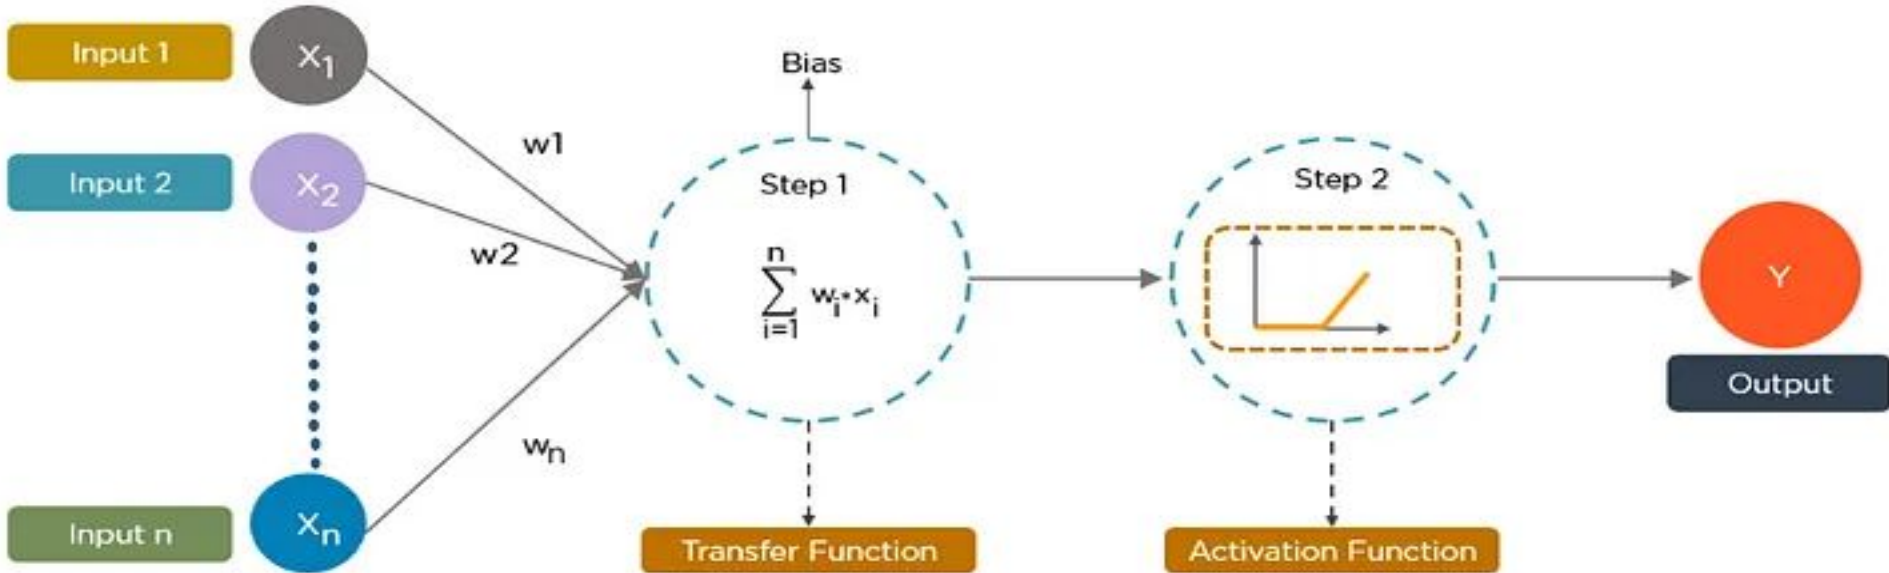 Input 1
X₁
Bias
w1
Input 2
X₂
Step 1
Step 2
w2
n
∑ wᵢ*xᵢ
i=1
Y
Output
wₙ
Input n
Xₙ
Transfer Function
Activation Function